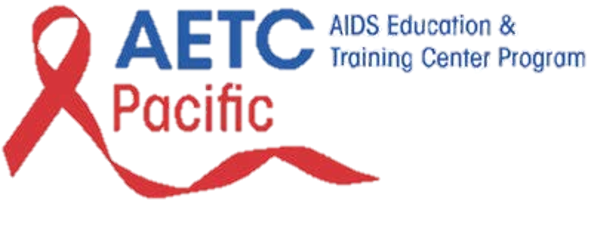 AETC
AIDS Education &
Training Center Program
Pacific